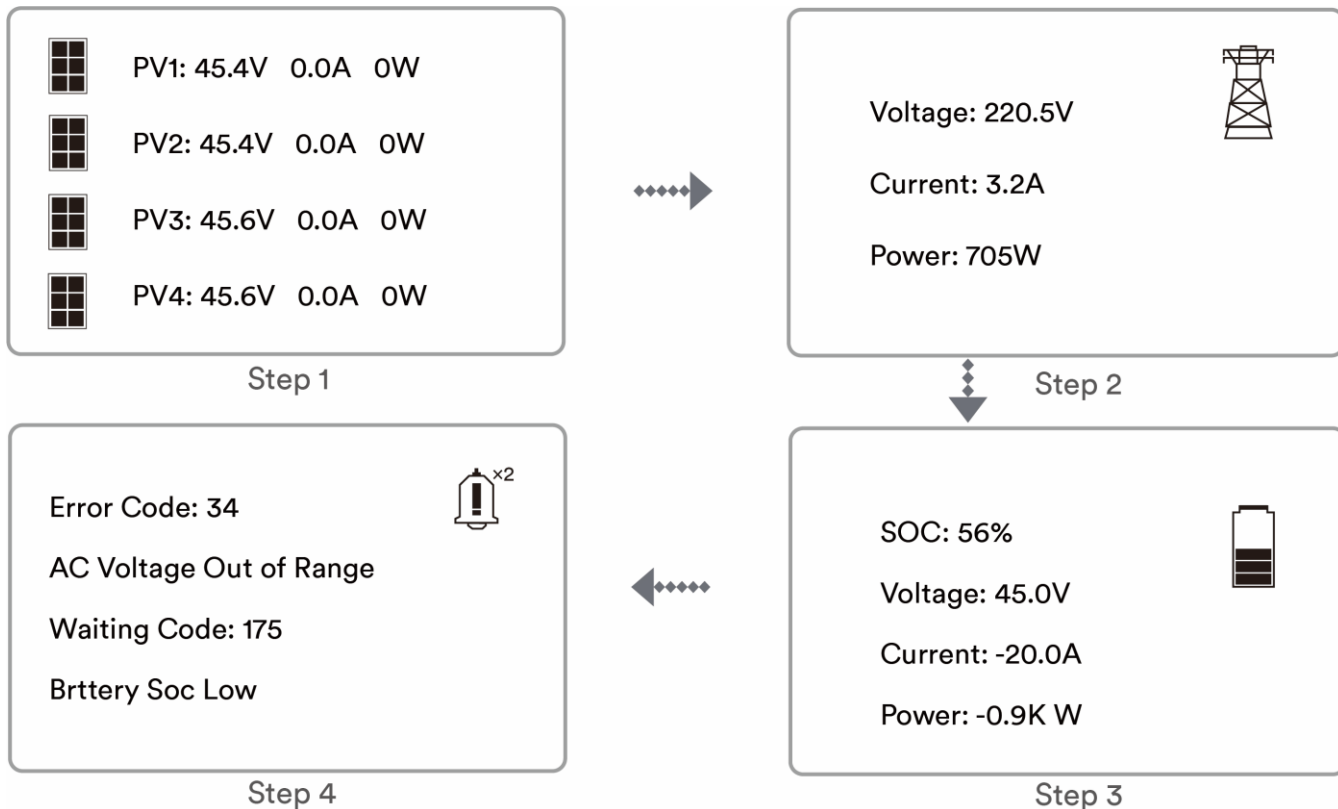 PV1: 45.4V 0.0A 0W
PV2: 45.4V 0.0A 0W
PV3: 45.6V 0.0A 0W
PV4: 45.6V 0.0A 0W
Step 1
Voltage: 220.5V
Current: 3.2A
Power: 705W
Step 2
SOC: 56%
Voltage: 45.0V
Current: -20.0A
Power: -0.9K W
Step 3
×2
Error Code: 34
AC Voltage Out of Range
Waiting Code: 175
Brttery Soc Low
Step 4